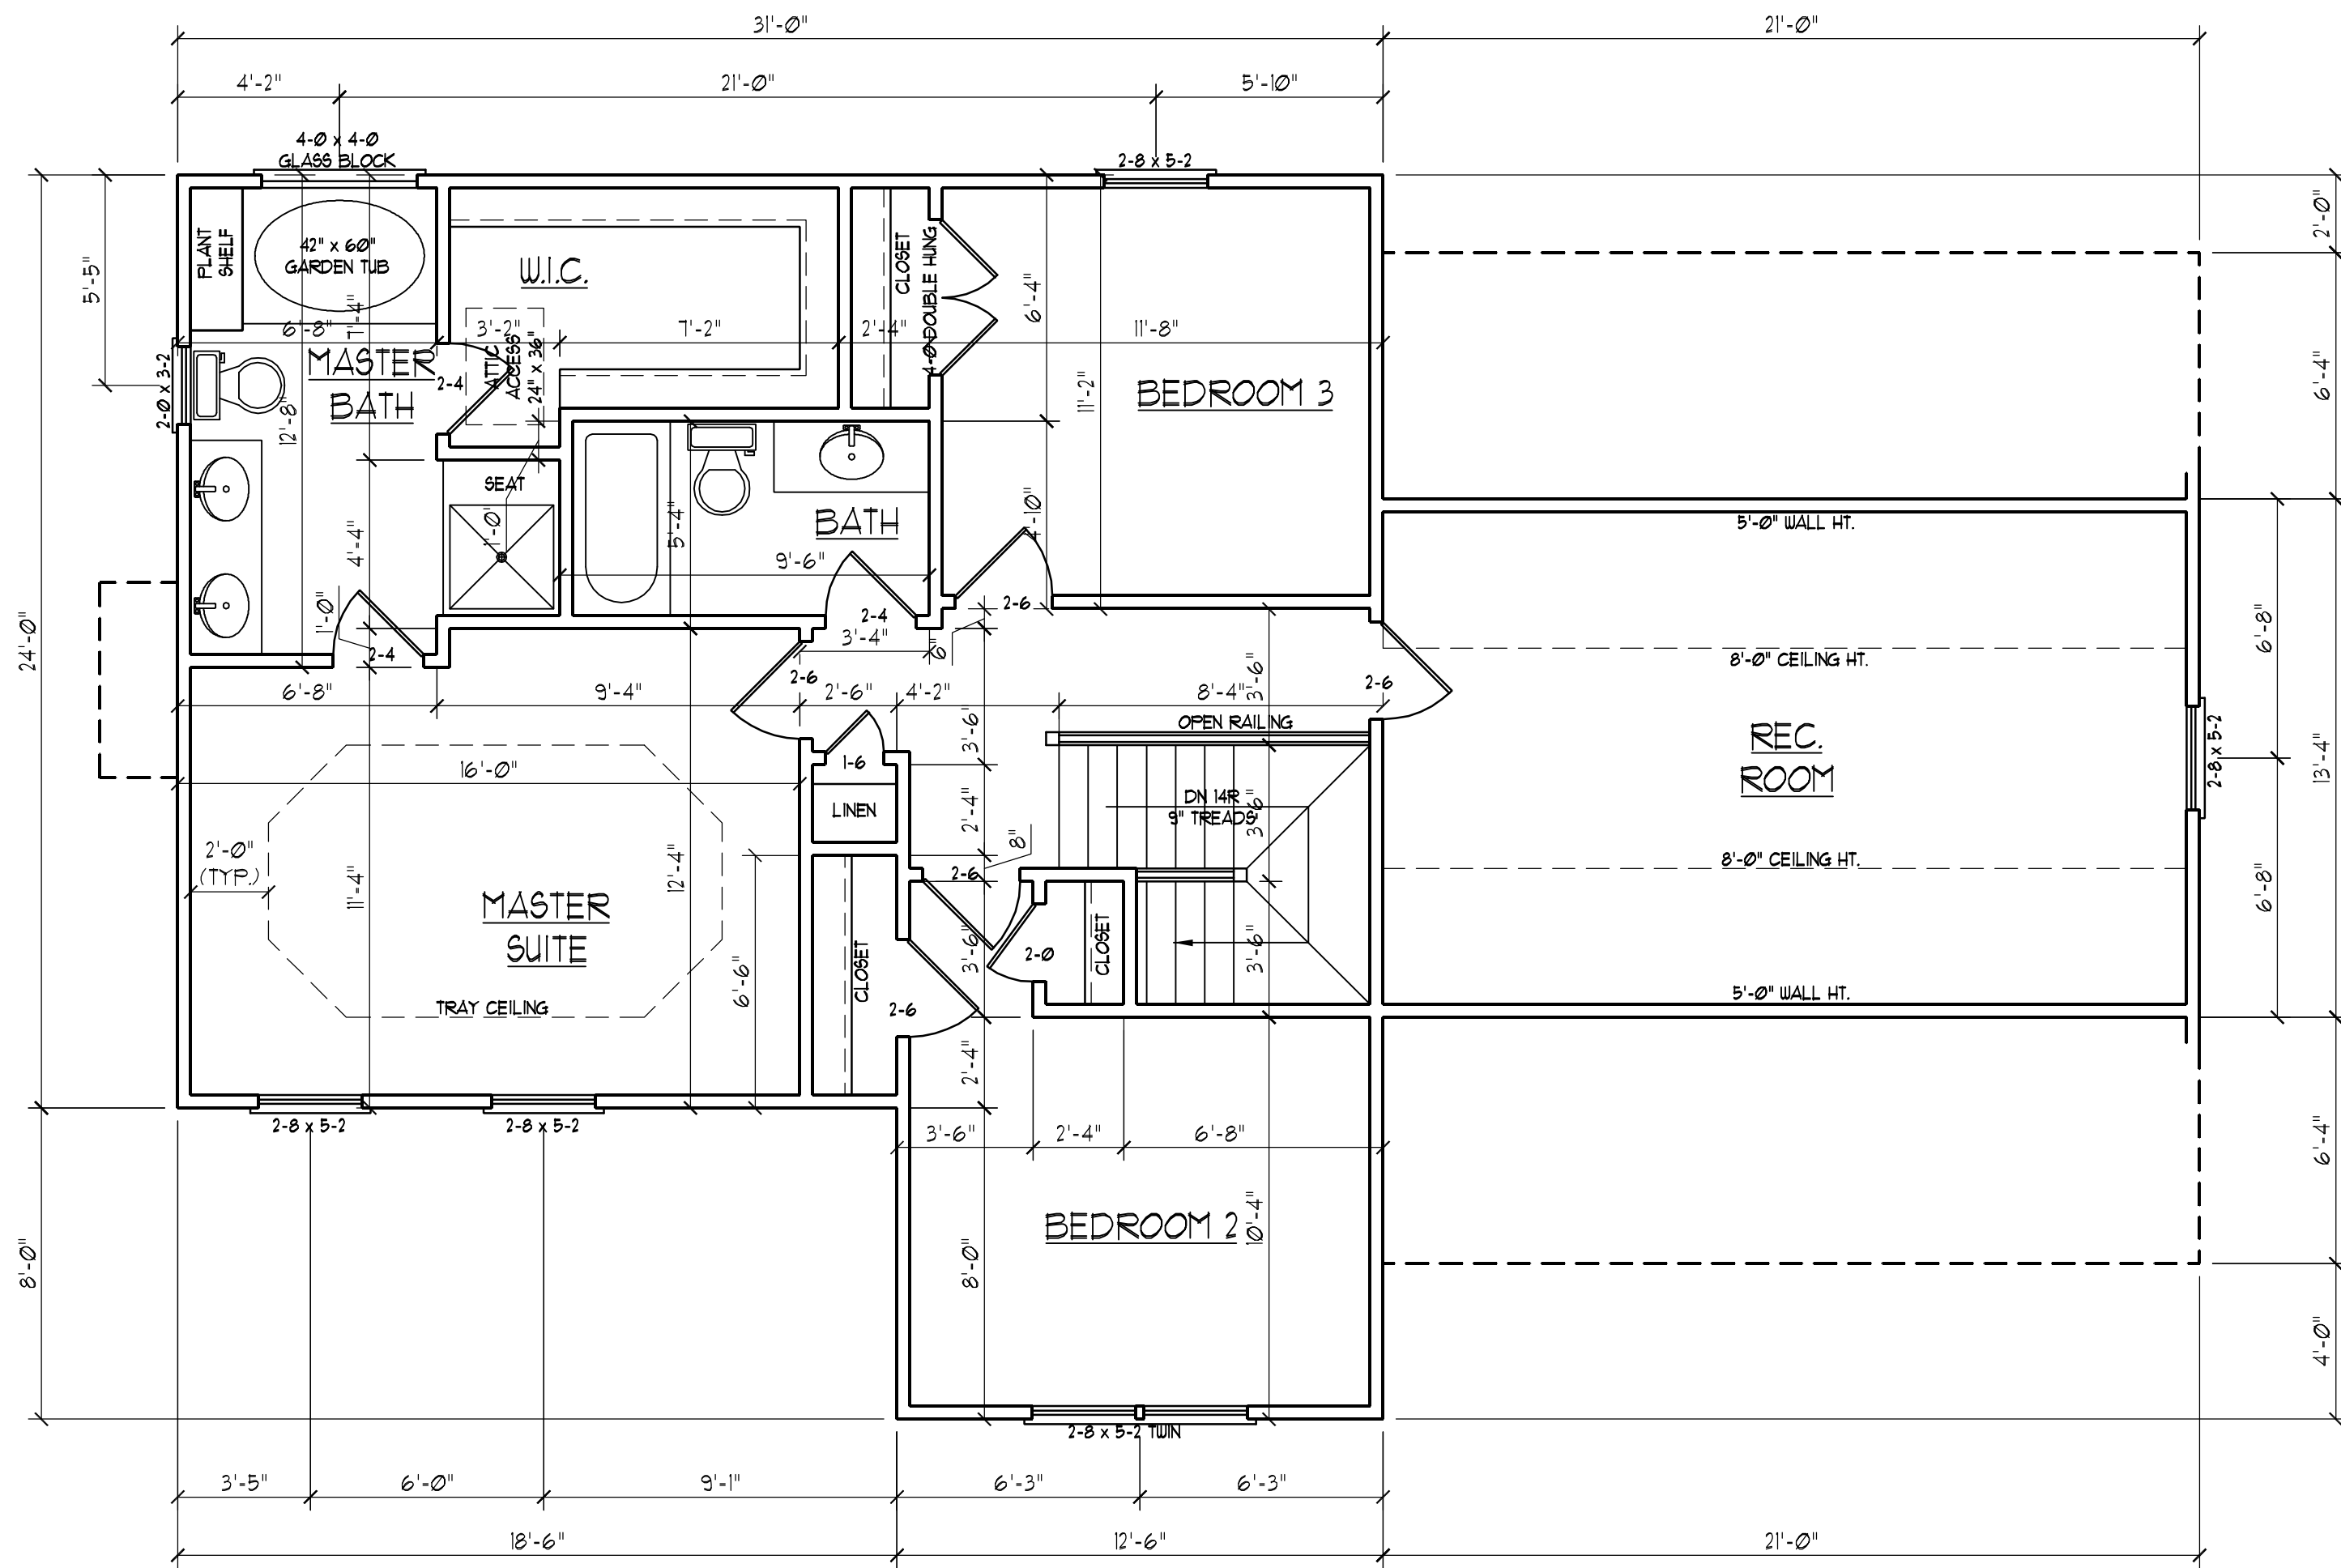 31'-0"
21'-0"
4'-2"
21'-0"
5'-10"
4-0 x 4-0
GLASS BLOCK
2-8 x 5-2
2'-0"
5'-5"
PLANT
SHELF
42" x 60"
GARDEN TUB
W.I.C.
CLOSET
4-0 DOUBLE HUNG
6'-4"
6'-8"
3'-2"
7'-2"
2'-4"
11'-8"
6'-4"
2-0 x 3-2
MASTER
BATH
12'-8"
2-4
ATTIC
ACCESS
24" x 36"
11'-2"
BEDROOM 3
SEAT
4'-4"
5'-4"
BATH
9'-6"
5'-0" WALL HT.
1'-0"
2-4
2-4
3'-4"
6"
2-6
24'-0"
6'-8"
9'-4"
2-6
2'-6"
4'-2"
8'-4"
3'-6"
2-6
8'-0" CEILING HT.
6'-8"
OPEN RAILING
3'-6"
REC.
ROOM
2-8 x 5-2
13'-4"
16'-0"
1-6
LINEN
2'-4"
8"
DN 14R
9" TREADS
3'-6"
2'-0"
(TYP.)
11'-4"
12'-4"
2-6
8'-0" CEILING HT.
6'-8"
MASTER
SUITE
TRAY CEILING
6'-6"
CLOSET
2-6
3'-6"
2-0
CLOSET
3'-6"
5'-0" WALL HT.
2'-4"
2-8 x 5-2
2-8 x 5-2
3'-6"
2'-4"
6'-8"
6'-4"
8'-0"
8'-0"
BEDROOM 2
10'-4"
4'-0"
2-8 x 5-2 TWIN
3'-5"
6'-0"
9'-1"
6'-3"
6'-3"
18'-6"
12'-6"
21'-0"